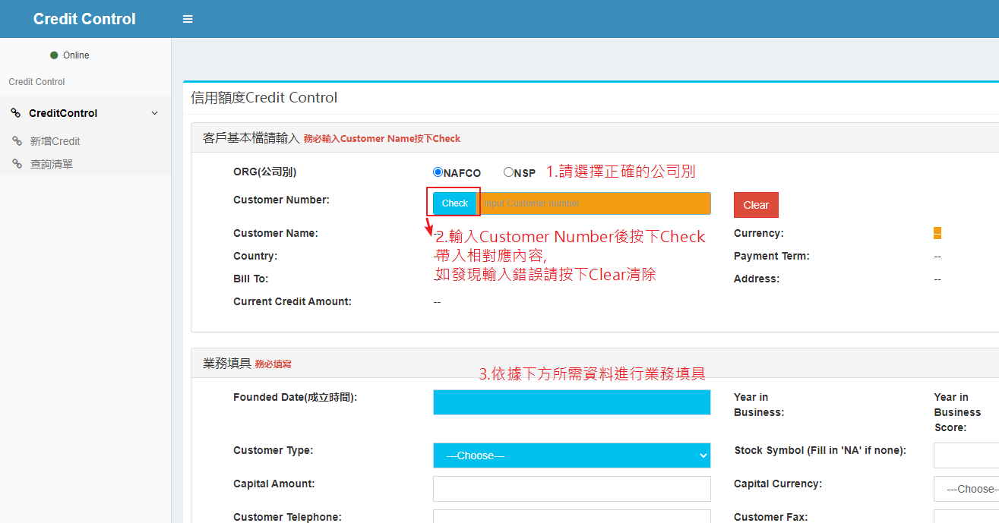 Credit Control
Online
Credit Control
CreditControl
新增Credit
查詢清單
信用額度Credit Control
客戶基本檔請輸入 務必輸入Customer Name按下Check
ORG(公司別)
NAFCO NSP 1.請選擇正確的公司別
Customer Number:
Check Input Customer number Clear
Customer Name: -- Currency:
2.輸入Customer Number後按下Check
Country: -- Payment Term: --
帶入相對應內容,
Bill To: -- Address: --
如發現輸入錯誤請按下Clear清除
Current Credit Amount: --
業務填具 務必填寫
3.依據下方所需資料進行業務填具
Founded Date(成立時間): Year in Business: Year in Business Score:
Customer Type: ---Choose--- Stock Symbol (Fill in 'NA' if none):
Capital Amount: Capital Currency: ---Choose--
Customer Telephone: Customer Fax: